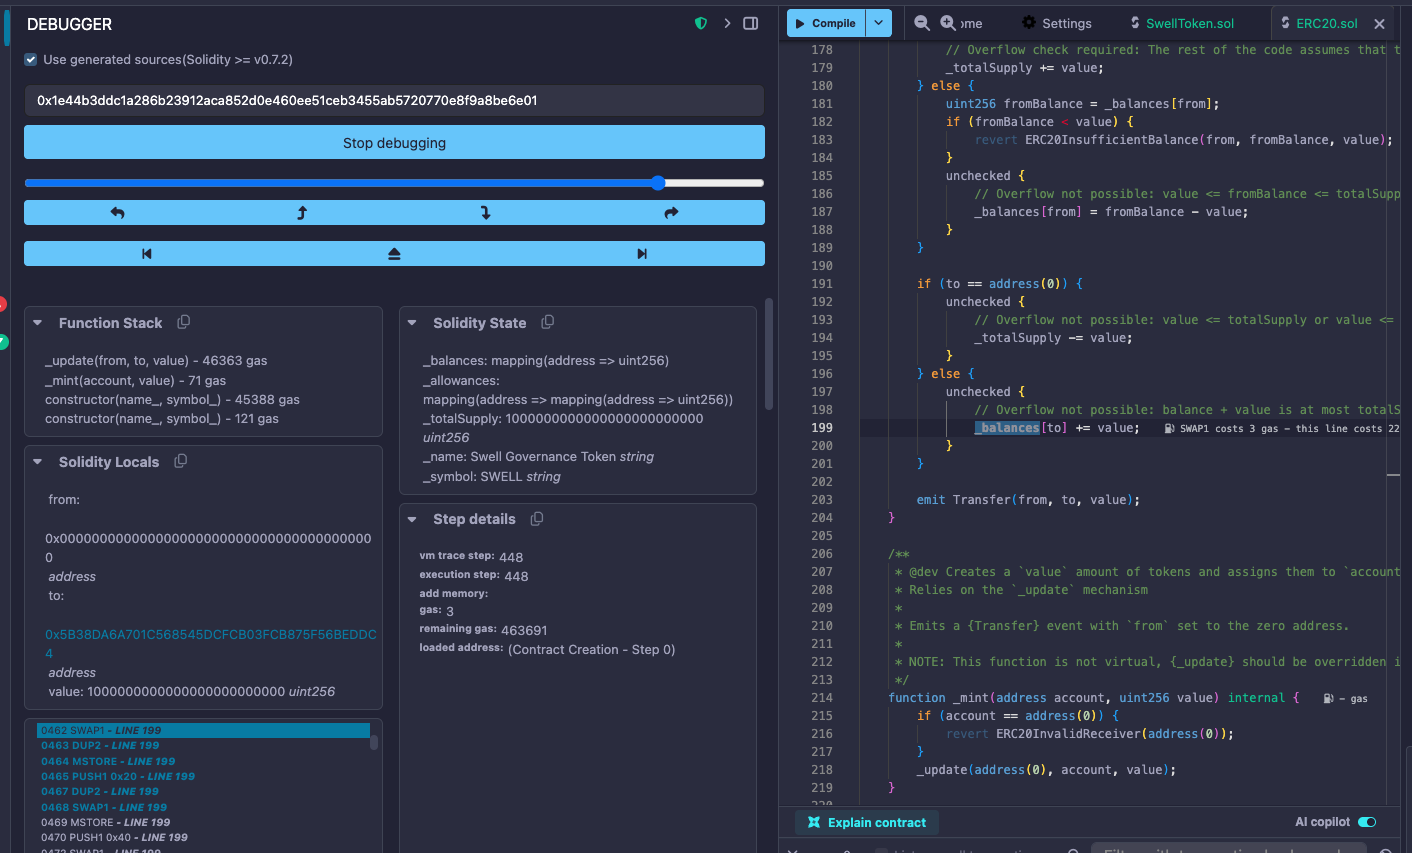 DEBUGGER
Use generated sources(Solidity >= v0.7.2)
0x1e44b3ddc1a286b23912aca852d0e460ee51ceb3455ab5720770e8f9a8be6e01
Stop debugging
Function Stack
_update(from, to, value) - 46363 gas
_mint(account, value) - 71 gas
constructor(name_, symbol_) - 45388 gas
constructor(name_, symbol_) - 121 gas
Solidity Locals
from:
0x000000000000000000000000000000000000000
0
address
to:
0x5B38DA6A701C568545DCFCB03FCB875F56BEDDC
4
address
value: 10000000000000000000000000 uint256
0462 SWAP1 - LINE 199
0463 DUP2 - LINE 199
0464 MSTORE - LINE 199
0465 PUSH1 0x20 - LINE 199
0467 DUP2 - LINE 199
0468 SWAP1 - LINE 199
0469 MSTORE - LINE 199
0470 PUSH1 0x40 - LINE 199
0472 SWAP1 - LINE 199
Solidity State
_balances: mapping(address => uint256)
_allowances:
mapping(address => mapping(address => uint256))
_totalSupply: 10000000000000000000000000
uint256
_name: Swell Governance Token string
_symbol: SWELL string
Step details
vm trace step: 448
execution step: 448
add memory:
gas: 3
remaining gas: 463691
loaded address: (Contract Creation - Step 0)
Compile
ome
Settings
SwellToken.sol
ERC20.sol
178 // Overflow check required: The rest of the code assumes that t
179 _totalSupply += value;
180 } else {
181 uint256 fromBalance = _balances[from];
182 if (fromBalance < value) {
183 revert ERC20InsufficientBalance(from, fromBalance, value);
184 }
185 unchecked {
186 // Overflow not possible: value <= fromBalance <= totalSupp
187 _balances[from] = fromBalance - value;
188 }
189 }
190
191 if (to == address(0)) {
192 unchecked {
193 // Overflow not possible: value <= totalSupply or value <=
194 _totalSupply -= value;
195 }
196 } else {
197 unchecked {
198 // Overflow not possible: balance + value is at most totalS
199 _balances[to] += value; SWAP1 costs 3 gas - this line costs 22
200 }
201 }
202
203 emit Transfer(from, to, value);
204 }
205
206 /**
207 * @dev Creates a `value` amount of tokens and assigns them to `account
208 * Relies on the `_update` mechanism
209 *
210 * Emits a {Transfer} event with `from` set to the zero address.
211 *
212 * NOTE: This function is not virtual, {_update} should be overridden i
213 */
214 function _mint(address account, uint256 value) internal { - gas
215 if (account == address(0)) {
216 revert ERC20InvalidReceiver(address(0));
217 }
218 _update(address(0), account, value);
219 }
Explain contract
AI copilot